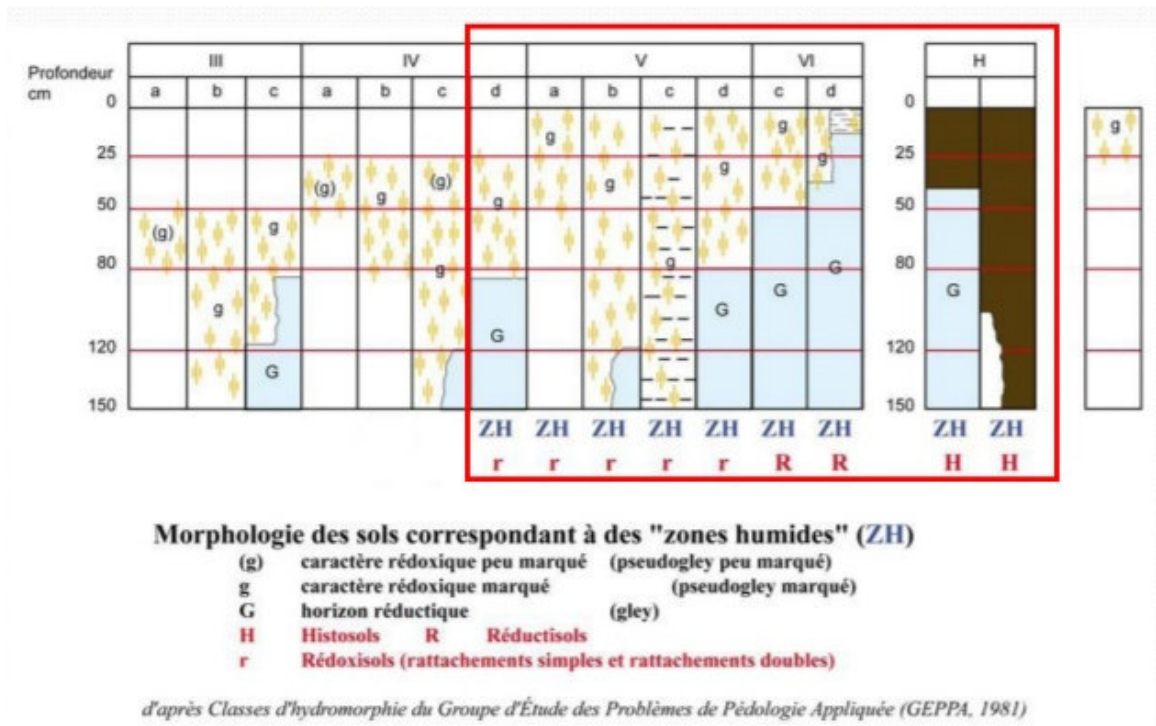 III IV V VI H
Profondeur
cm
a b c a b c d a b c d c d
0 0
g g g g
g
25 25
(g) (g) g g g
g g
50 50
(g) g
g
80 80
g G
g G G G
G
120 120
G
150 150
ZH ZH ZH ZH ZH ZH ZH ZH ZH
r r r r r R R H H
Morphologie des sols correspondant à des "zones humides" (ZH)
(g) caractère rédoxique peu marqué (pseudogley peu marqué)
g caractère rédoxique marqué (pseudogley marqué)
G horizon réductique (gley)
H Histosols R Réductisols
r Rédoxisols (rattachements simples et rattachements doubles)
d'après Classes d'hydromorphie du Groupe d'Étude des Problèmes de Pédologie Appliquée (GEPPA, 1981)